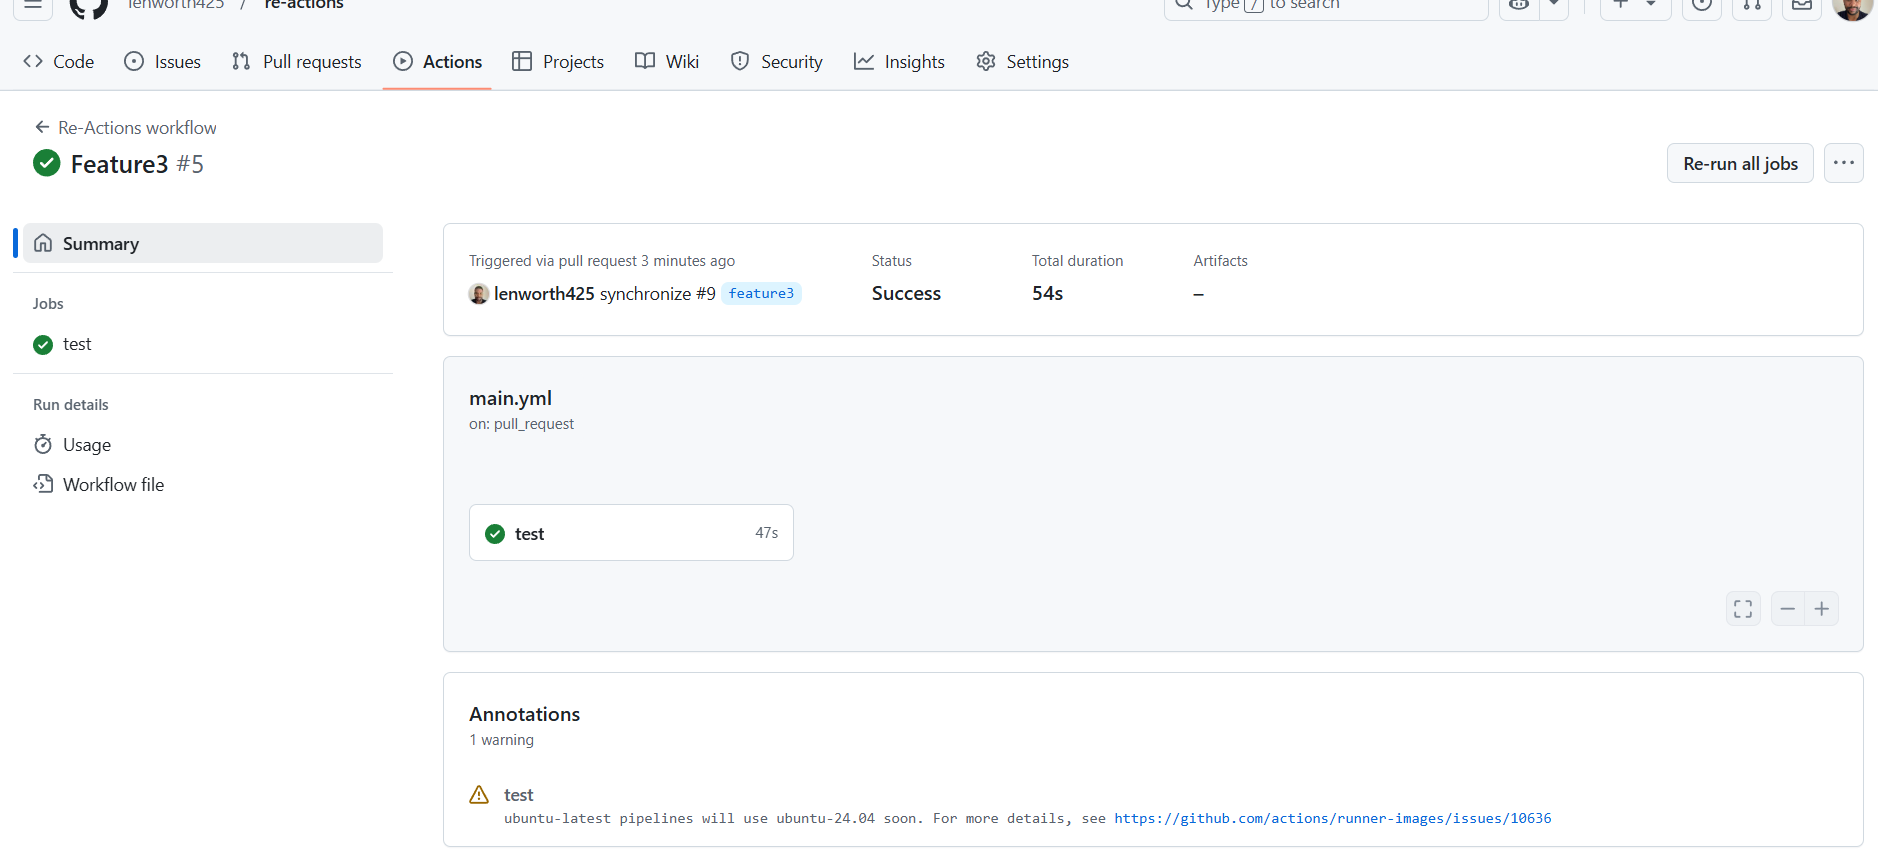 lenworth425 / re-actions
Type / to search
Code Issues Pull requests Actions Projects Wiki Security Insights Settings
Re-Actions workflow
Feature3 #5
Re-run all jobs
Summary
Jobs
test
Run details
Usage
Workflow file
Triggered via pull request 3 minutes ago
lenworth425 synchronize #9 feature3
Status
Success
Total duration
54s
Artifacts
–
main.yml
on: pull_request
test 47s
Annotations
1 warning
test
ubuntu-latest pipelines will use ubuntu-24.04 soon. For more details, see https://github.com/actions/runner-images/issues/10636